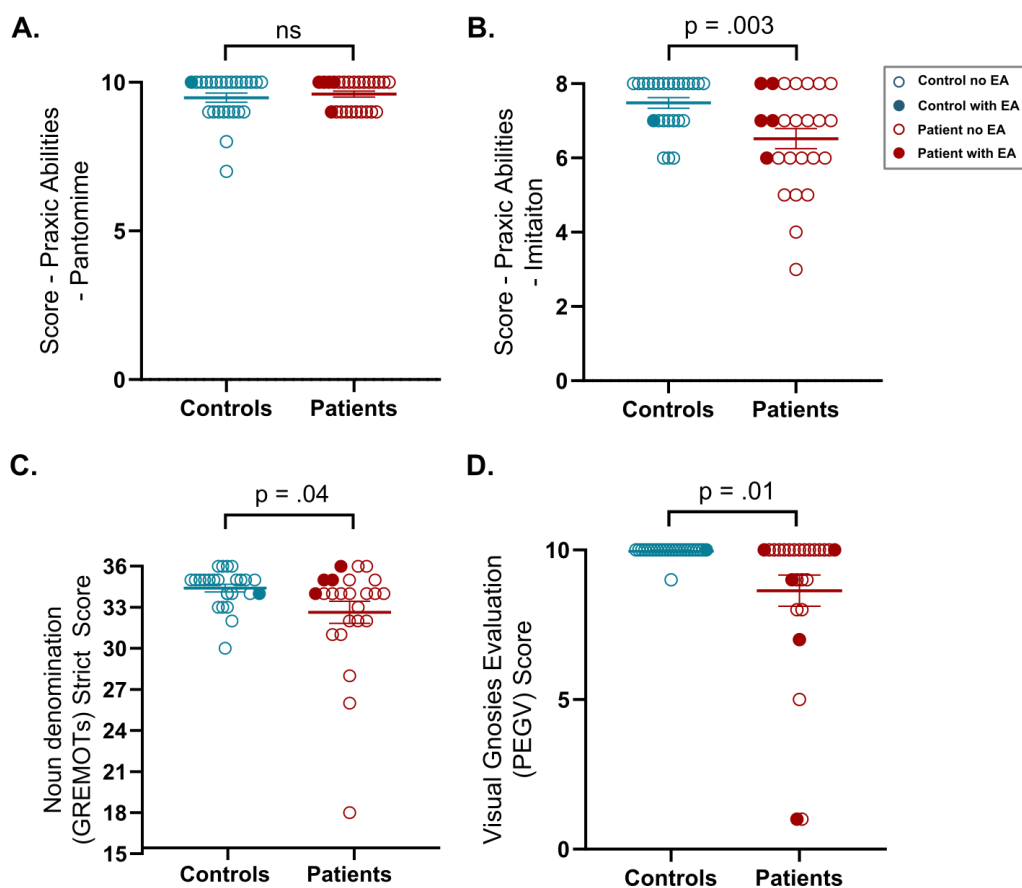 A.
ns
Score - Praxic Abilities
- Pantomime
10
5
0
Controls
Patients
B.
p = .003
Score - Praxic Abilities
- Imitaiton
8
6
4
2
0
Controls
Patients
Control no EA
Control with EA
Patient no EA
Patient with EA
C.
p = .04
Noun denomination
(GREMOTs) Strict Score
36
33
30
27
24
21
18
15
Controls
Patients
D.
p = .01
Visual Gnosies Evaluation
(PEGV) Score
10
5
0
Controls
Patients